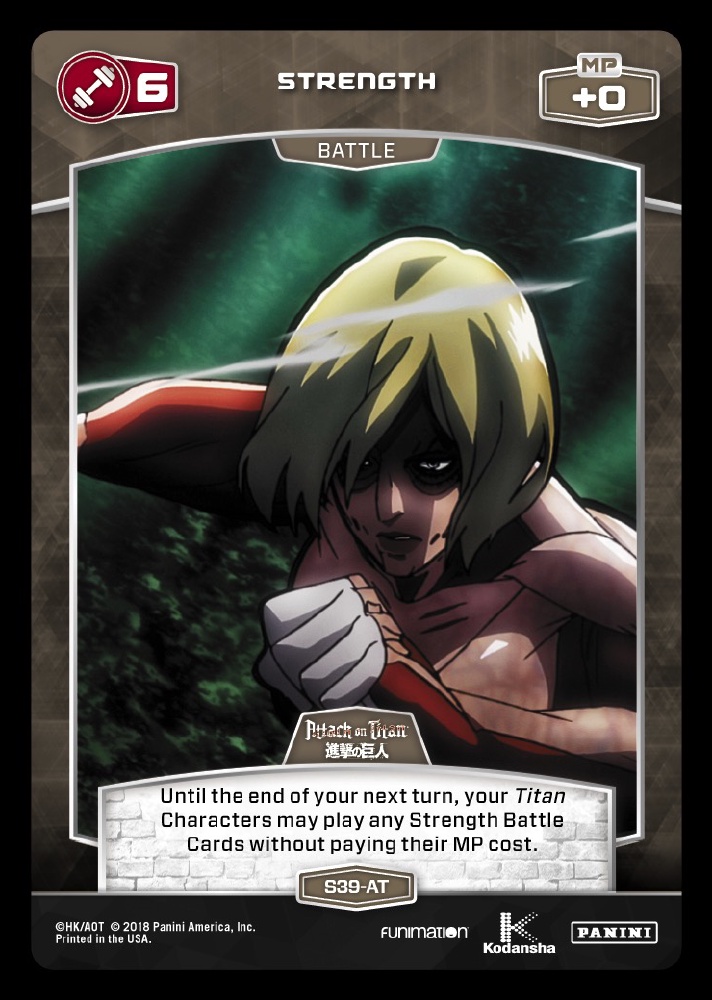 6
STRENGTH
MP
+0
BATTLE
Attack on Titan
進撃の巨人
Until the end of your next turn, your Titan
Characters may play any Strength Battle
Cards without paying their MP cost.
S39-AT
©HK/AOT © 2018 Panini America, Inc.
Printed in the USA.
FUNIMATION
K
Kodansha
PANINI